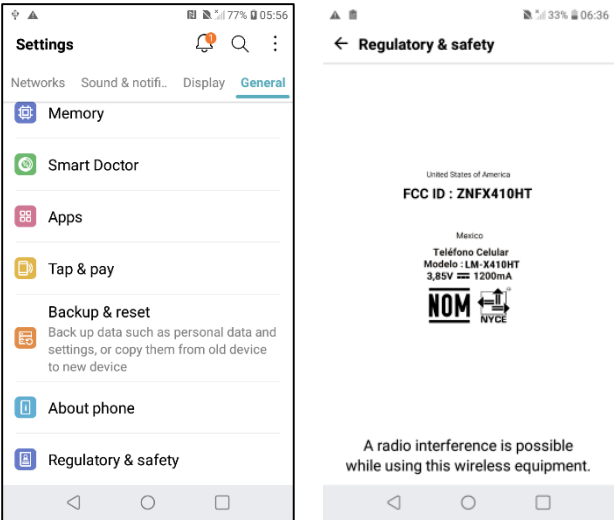 77% 05:56
Settings
Networks Sound & notifi.. Display General
Memory
Smart Doctor
Apps
Tap & pay
Backup & reset
Back up data such as personal data and
settings, or copy them from old device
to new device
About phone
Regulatory & safety
33% 06:36
Regulatory & safety
United States of America
FCC ID : ZNFX410HT
Mexico
Teléfono Celular
Modelo : LM-X410HT
3,85V 1200mA
NOM NYCE
A radio interference is possible
while using this wireless equipment.